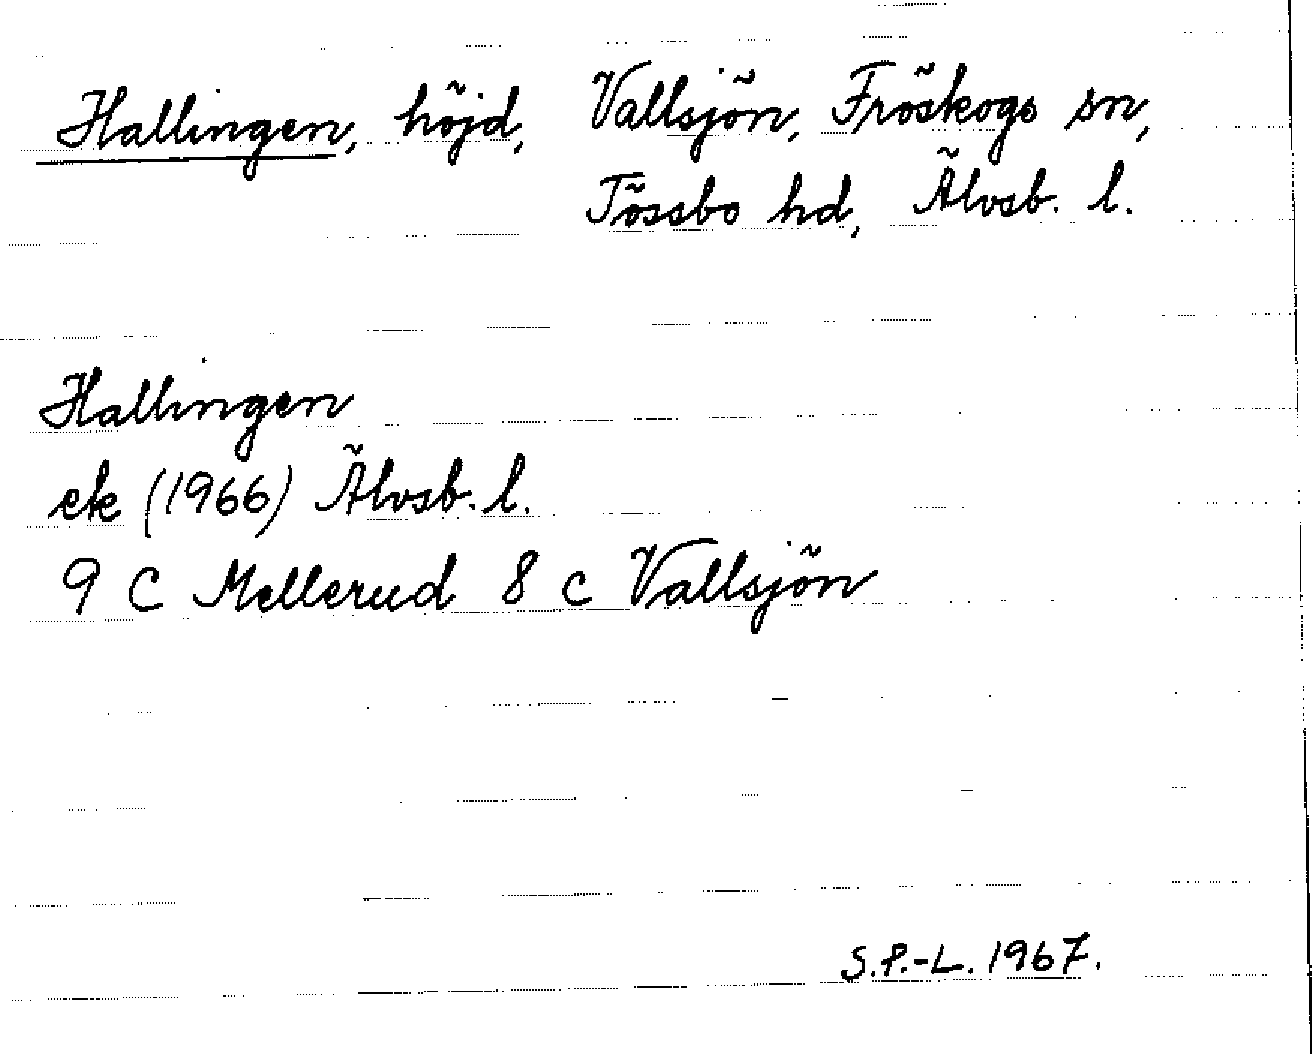 Hallingen, höjd, Vallsjön, Fröskogs sn,
Tössbo hd, Älvsb. l.
Hallingen
ek (1966) Älvsb. l.
9 C Mellerud 8 c Vallsjön
S.P.-L. 1967.